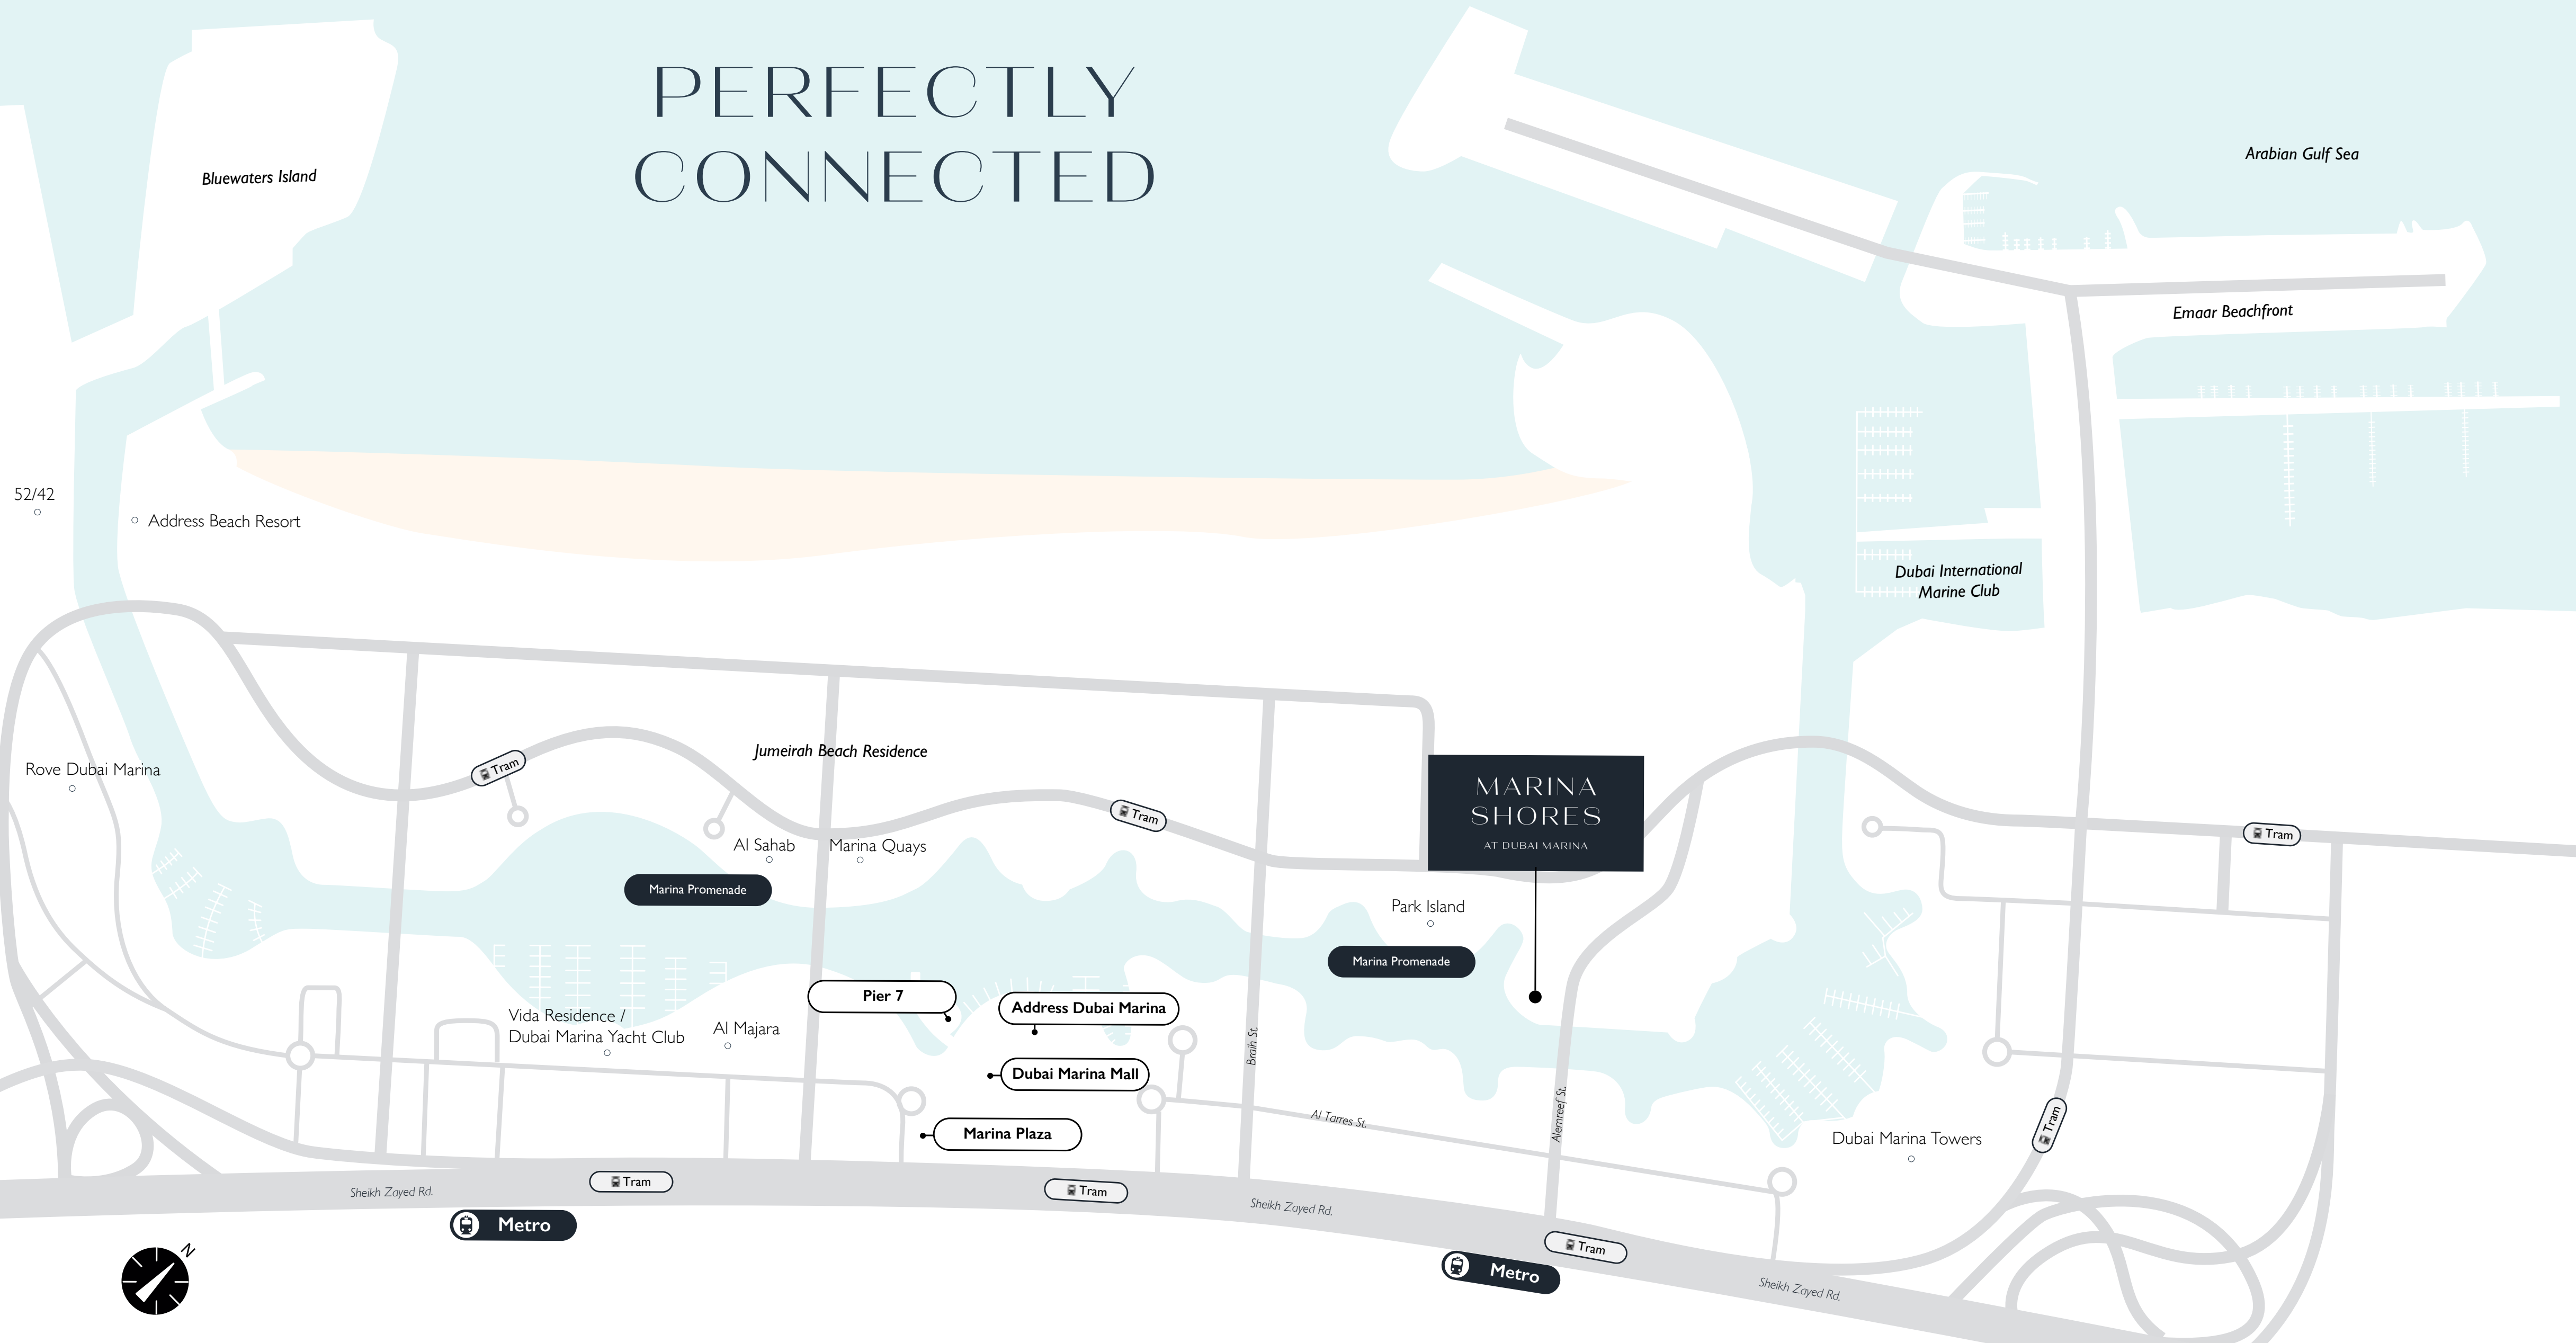 PERFECTLY
CONNECTED
Bluewaters Island
Arabian Gulf Sea
Emaar Beachfront
52/42
Address Beach Resort
Dubai International
Marine Club
Jumeirah Beach Residence
Rove Dubai Marina
Tram
Tram
MARINA
SHORES
AT DUBAI MARINA
Tram
Al Sahab
Marina Quays
Marina Promenade
Park Island
Marina Promenade
Pier 7
Address Dubai Marina
Vida Residence /
Dubai Marina Yacht Club
Al Majara
Braih St.
Dubai Marina Mall
Al Tarres St.
Alemreef St.
Marina Plaza
Dubai Marina Towers
Tram
Sheikh Zayed Rd.
Tram
Tram
Sheikh Zayed Rd.
Metro
Tram
Metro
Sheikh Zayed Rd.
N